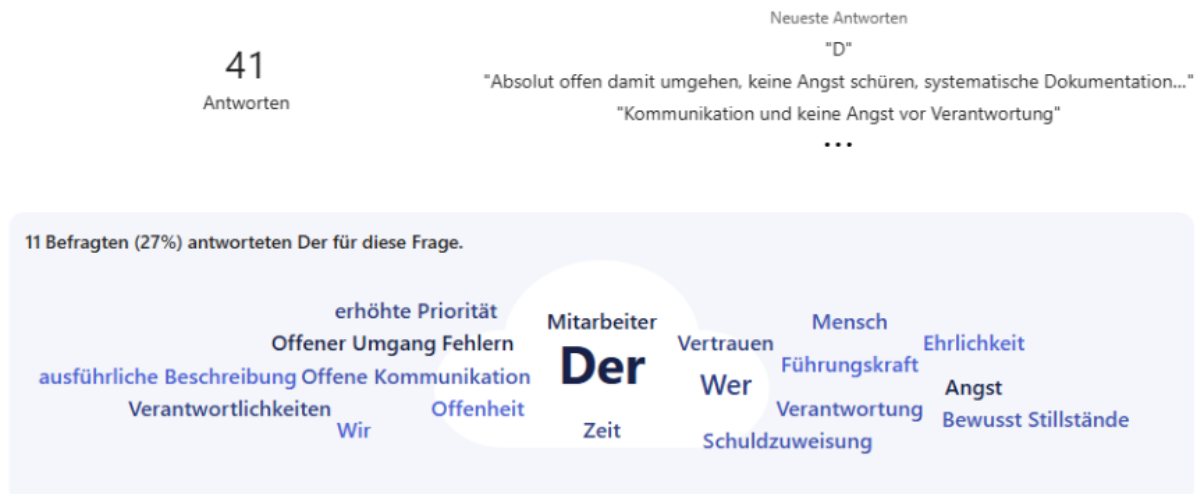 41
Antworten
Neueste Antworten
"D"
"Absolut offen damit umgehen, keine Angst schüren, systematische Dokumentation..."
"Kommunikation und keine Angst vor Verantwortung"
...
11 Befragten (27%) antworteten Der für diese Frage.
erhöhte Priorität
Mitarbeiter
Mensch
Offener Umgang Fehlern
Vertrauen
Ehrlichkeit
ausführliche Beschreibung
Offene Kommunikation
Der
Wer
Führungskraft
Angst
Verantwortlichkeiten
Offenheit
Verantwortung
Bewusst Stillstände
Wir
Zeit
Schuldzuweisung